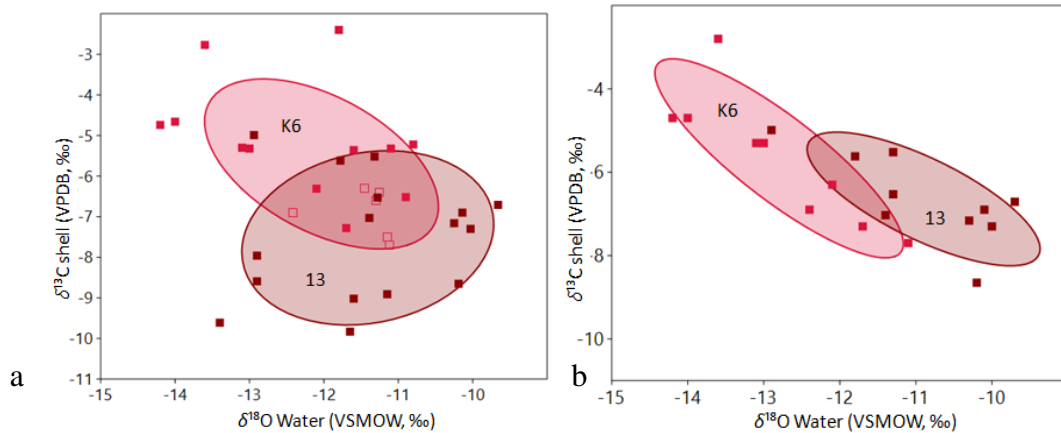 -3
-4
-5
-6
-7
-8
-9
-10
-11
δ¹³C shell (VPDB, ‰)
K6
13
-15 -14 -13 -12 -11 -10
δ¹⁸O Water (VSMOW, ‰)
a
-4
-6
-8
-10
δ¹³C shell (VPDB, ‰)
K6
13
-15 -14 -13 -12 -11 -10
δ¹⁸O Water (VSMOW, ‰)
b